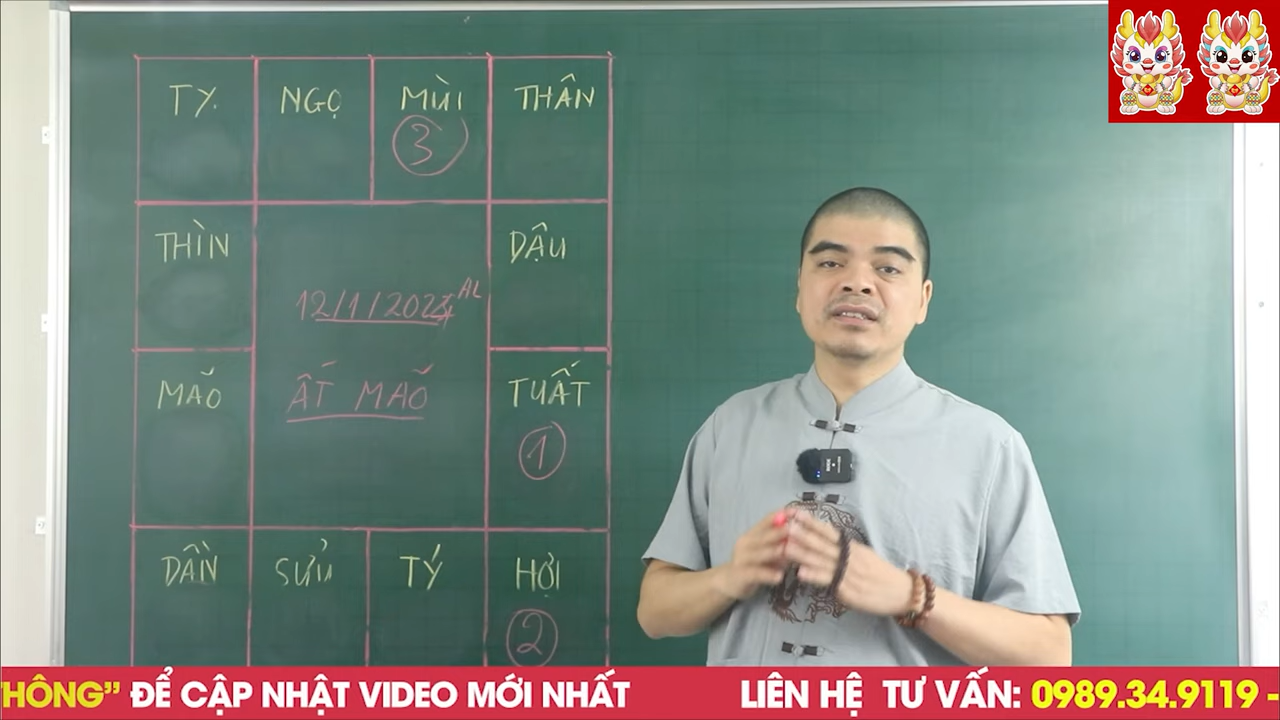 TỴ. NGỌ MÙI THÂN
3
THÌN DẬU
12/1/2024 AL
MÃO ẤT MÃO TUẤT
1
DẦN SỬU TÝ HỢI
2
HÔNG” ĐỂ CẬP NHẬT VIDEO MỚI NHẤT LIÊN HỆ TƯ VẤN: 0989.34.9119 -